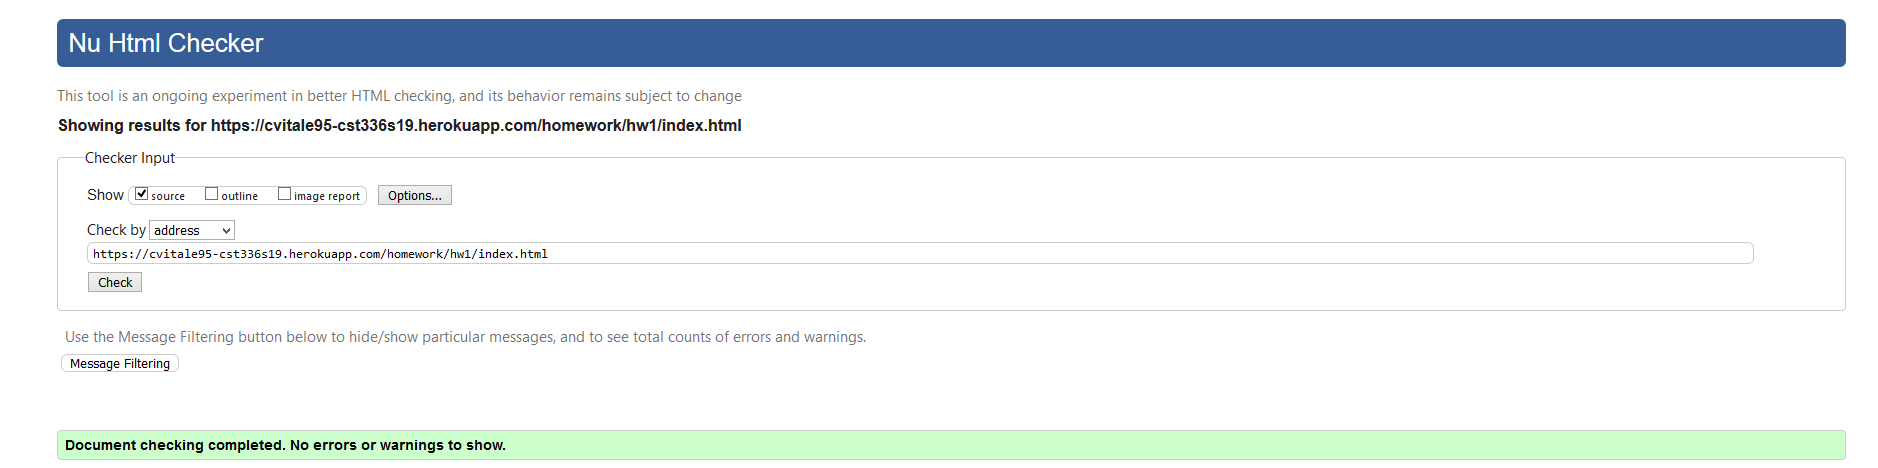 Nu Html Checker
This tool is an ongoing experiment in better HTML checking, and its behavior remains subject to change
Showing results for https://cvitale95-cst336s19.herokuapp.com/homework/hw1/index.html
Checker Input
Show source outline image report Options...
Check by address
https://cvitale95-cst336s19.herokuapp.com/homework/hw1/index.html
Check
Use the Message Filtering button below to hide/show particular messages, and to see total counts of errors and warnings.
Message Filtering
Document checking completed. No errors or warnings to show.